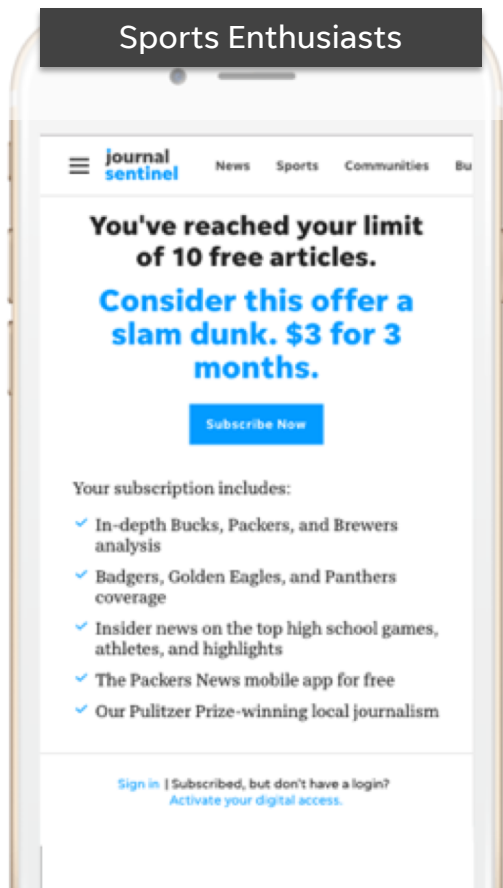 Sports Enthusiasts
journal
sentinel
News Sports Communities Bu
You've reached your limit
of 10 free articles.
Consider this offer a
slam dunk. $3 for 3
months.
Subscribe Now
Your subscription includes:
In-depth Bucks, Packers, and Brewers
analysis
Badgers, Golden Eagles, and Panthers
coverage
Insider news on the top high school games,
athletes, and highlights
The Packers News mobile app for free
Our Pulitzer Prize-winning local journalism
Sign in | Subscribed, but don't have a login?
Activate your digital access.